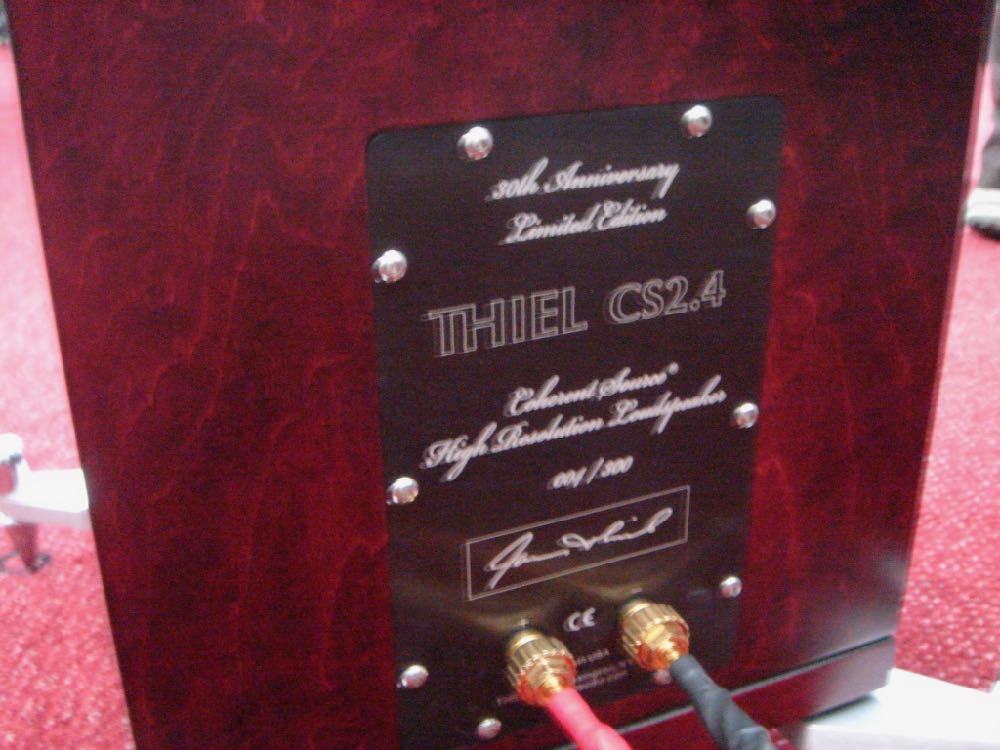 30th Anniversary
Limited Edition
THIEL CS2.4
Coherent Source®
High Resolution Loudspeaker
001/300
CE